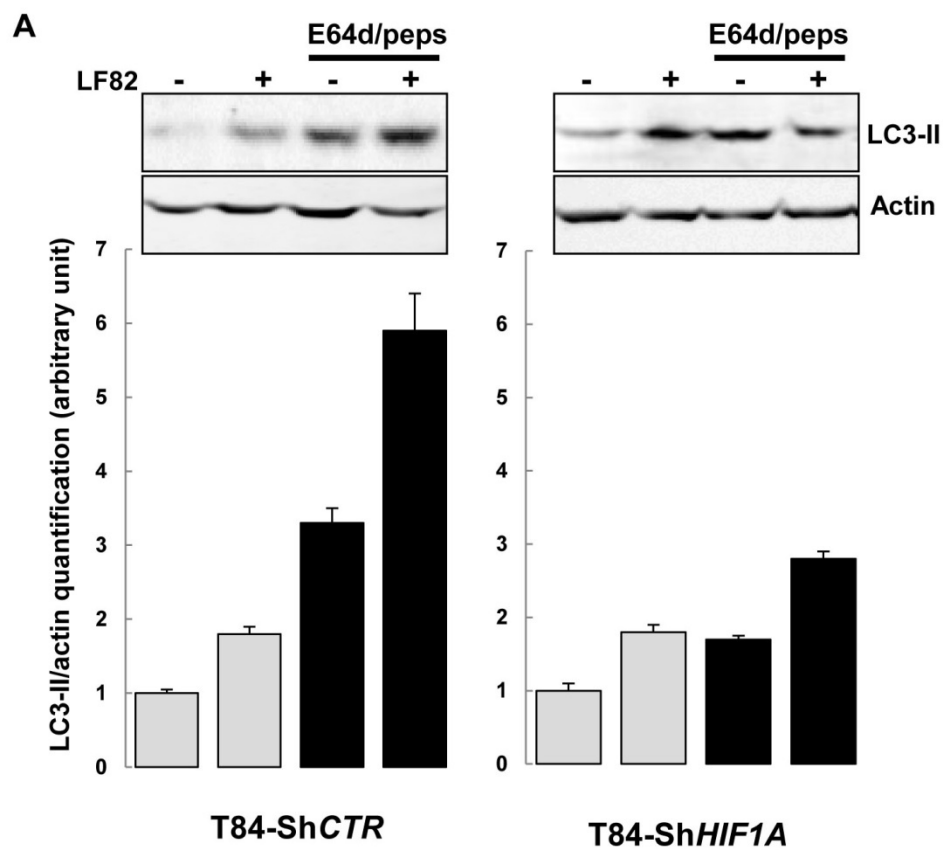 A
E64d/peps E64d/peps
LF82 - + - + - + - +
LC3-II
Actin
LC3-II/actin quantification (arbitrary unit)
7
6
5
4
3
2
1
0
7
6
5
4
3
2
1
0
T84-ShCTR T84-ShHIF1A